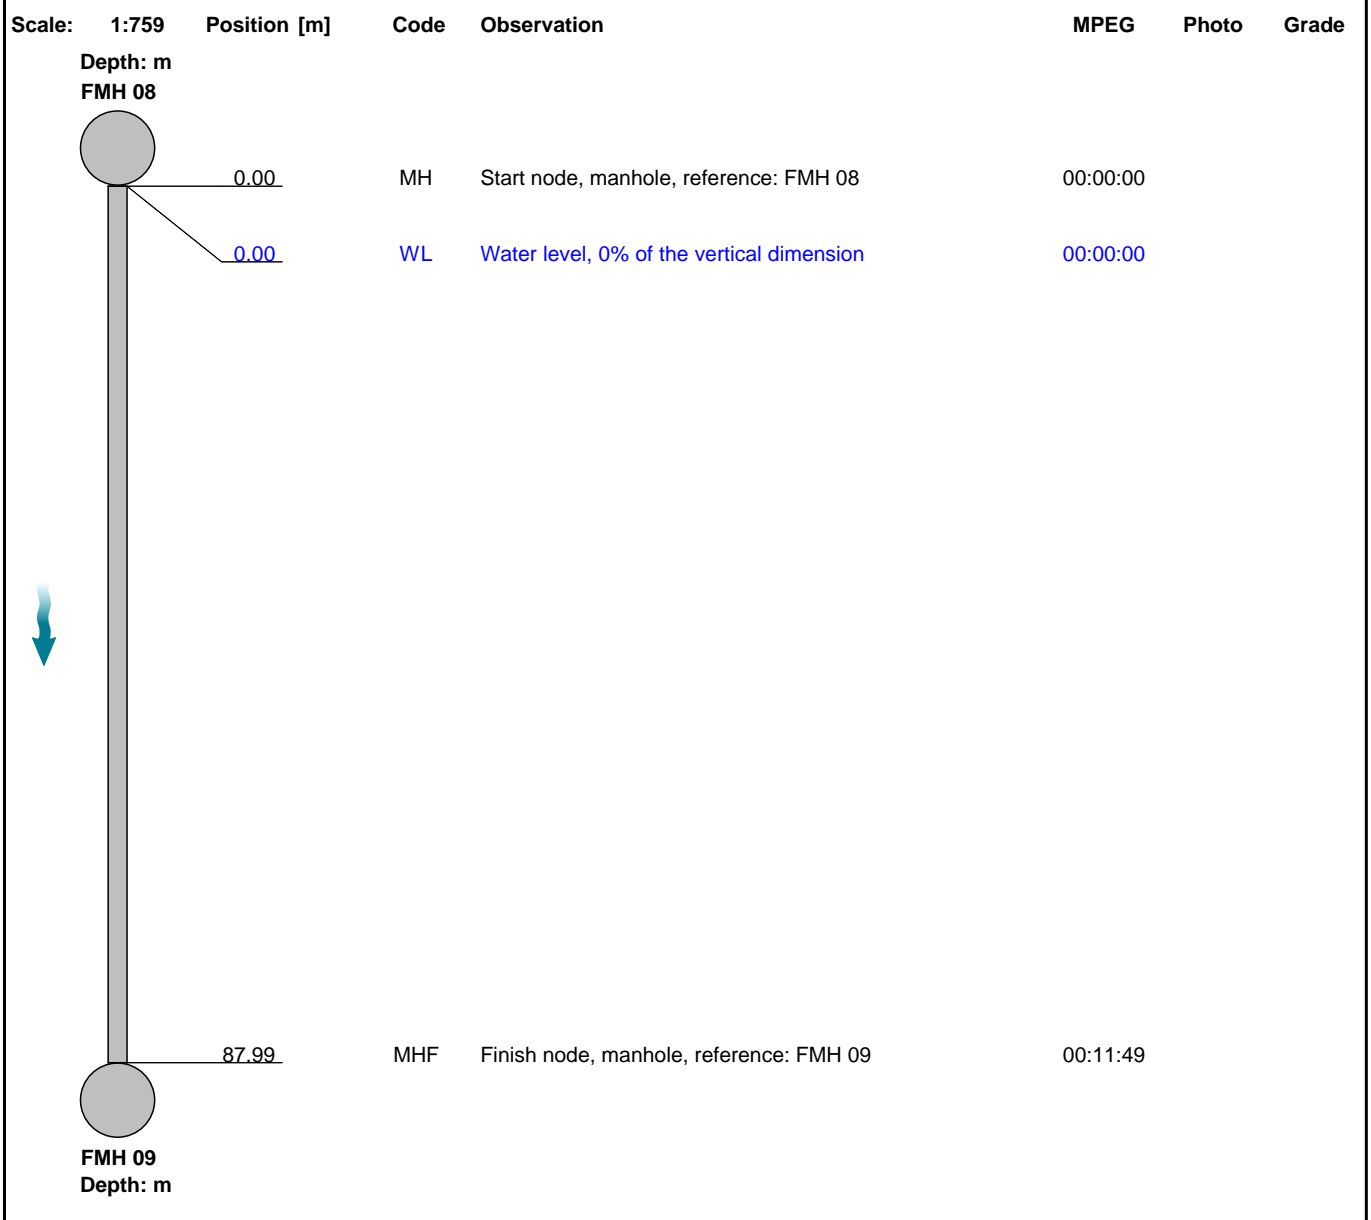 Scale: 1:759 Position [m] Code Observation MPEG Photo Grade
Depth: m
FMH 08
0.00 MH Start node, manhole, reference: FMH 08 00:00:00
0.00 WL Water level, 0% of the vertical dimension 00:00:00
87.99 MHF Finish node, manhole, reference: FMH 09 00:11:49
FMH 09
Depth: m